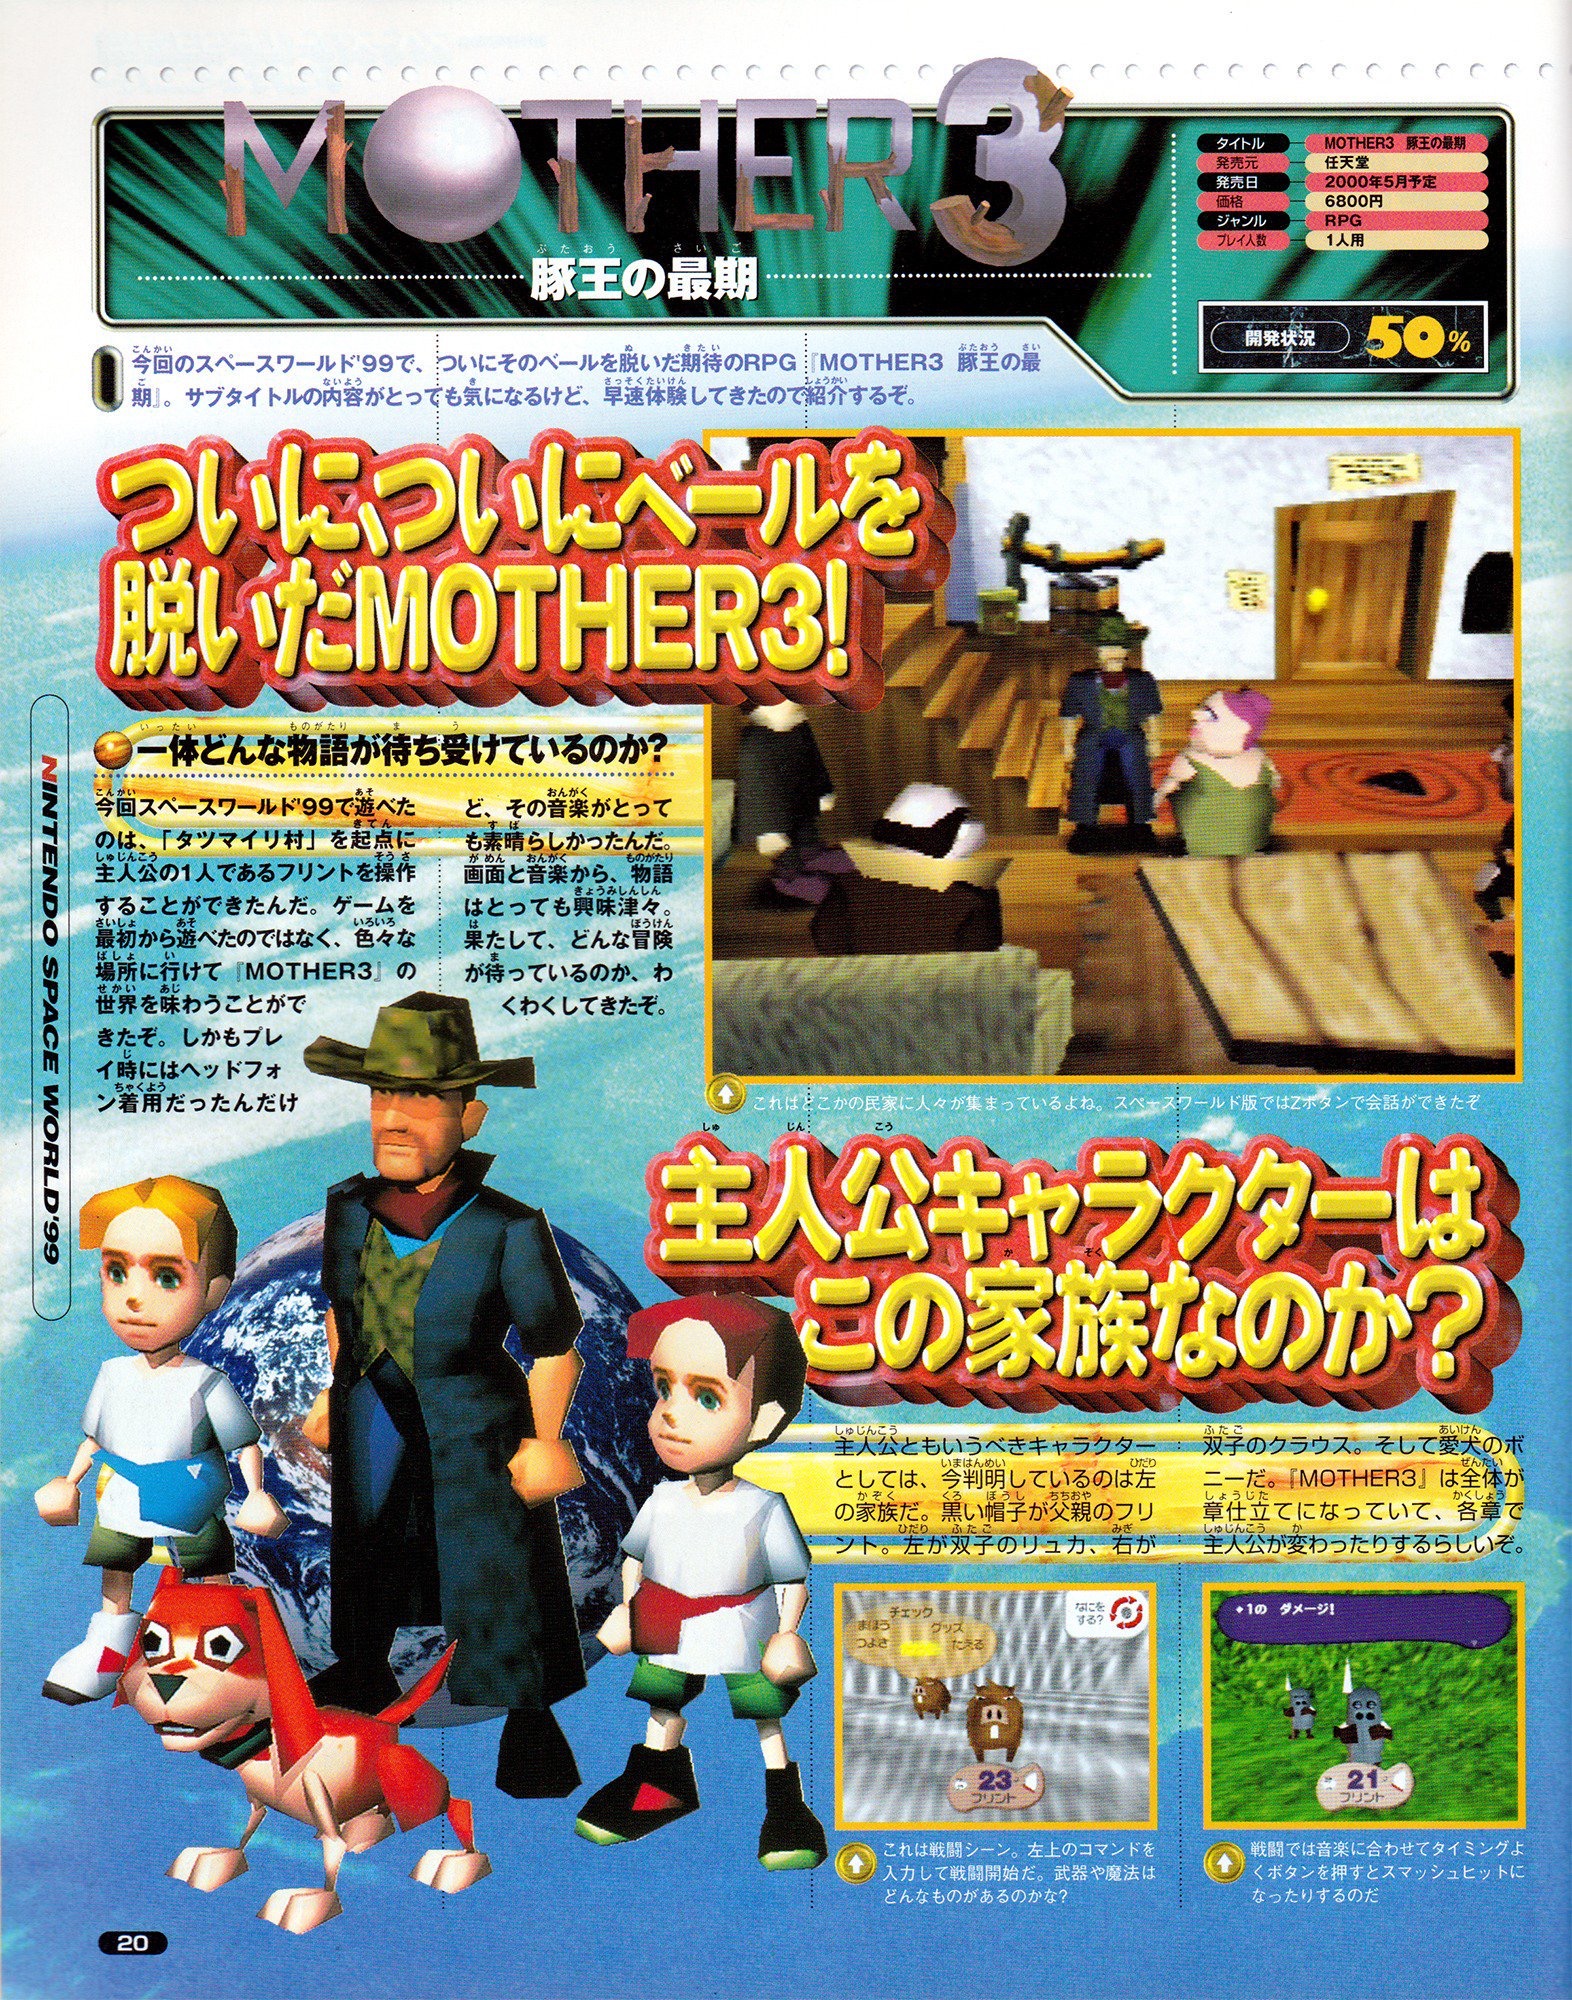 MOTHER3
豚王の最期
タイトル MOTHER3 豚王の最期
発売元 任天堂
発売日 2000年5月予定
価格 6800円
ジャンル RPG
プレイ人数 1人用
開発状況 50%
今回のスペースワールド'99で、ついにそのベールを脱いだ期待のRPG『MOTHER3 豚王の最
期』。サブタイトルの内容がとっても気になるけど、早速体験してきたので紹介するぞ。
ついに、ついにベールを
脱いだMOTHER3!
一体どんな物語が待ち受けているのか?
今回スペースワールド'99で遊べた
のは、「タツマイリ村」を起点に
主人公の1人であるフリントを操作
することができたんだ。ゲームを
最初から遊べたのではなく、色々な
場所に行けて『MOTHER3』の
世界を味わうことがで
きたぞ。しかもプレ
イ時にはヘッドフォ
ン着用だったんだけ
ど、その音楽がとって
も素晴らしかったんだ。
画面と音楽から、物語
はとっても興味津々。
果たして、どんな冒険
が待っているのか、わ
くわくしてきたぞ。
これはどこかの民家に人々が集まっているよね。スペースワールド版ではZボタンで会話ができたぞ
NINTENDO SPACE WORLD'99
主人公キャラクターは
この家族なのか?
主人公ともいうべきキャラクター
としては、今判明しているのは左
の家族だ。黒い帽子が父親のフリ
ント。左が双子のリュカ、右が
双子のクラウス。そして愛犬のボ
ニーだ。『MOTHER3』は全体が
章仕立てになっていて、各章で
主人公が変わったりするらしいぞ。
なにを
する?
チェック
まほう グッズ
つよさ たえる
23
フリント
これは戦闘シーン。左上のコマンドを
入力して戦闘開始だ。武器や魔法は
どんなものがあるのかな?
◆1の ダメージ!
21
フリント
戦闘では音楽に合わせてタイミングよ
くボタンを押すとスマッシュヒットに
なったりするのだ
20